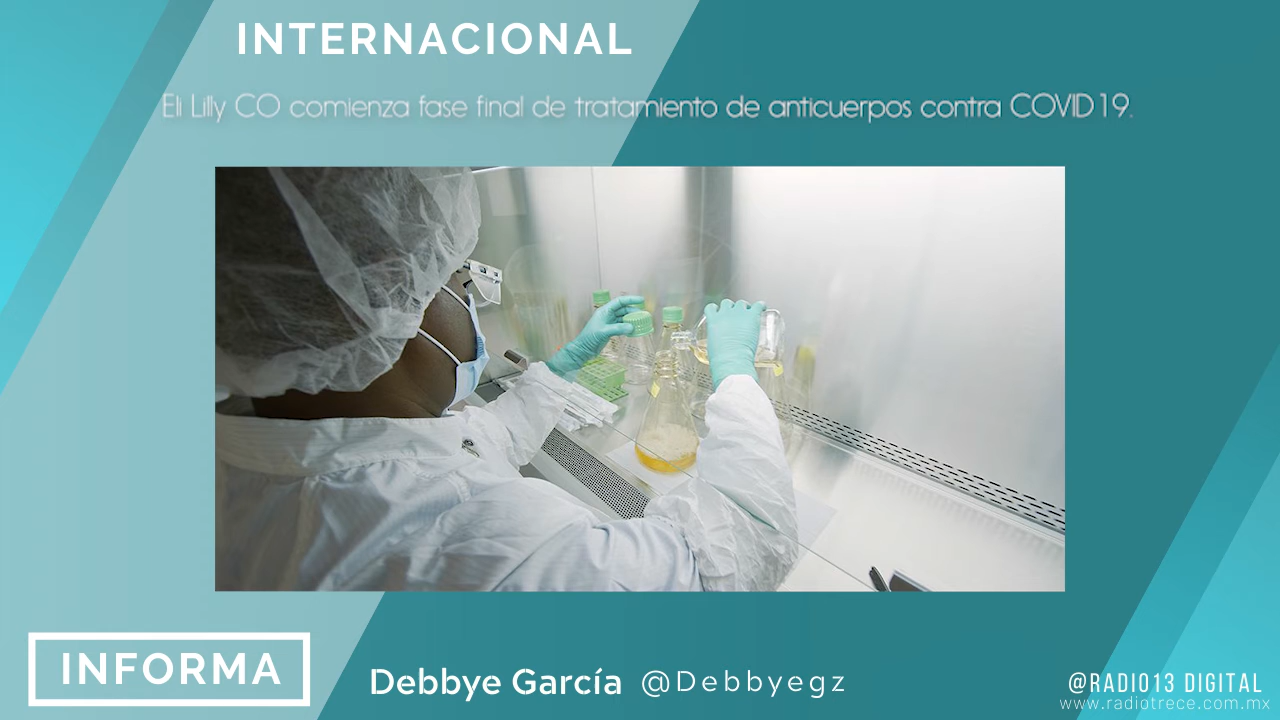 INTERNACIONAL
Eli Lilly CO comienza fase final de tratamiento de anticuerpos contra COVID19.
INFORMA
Debbye García @Debbyegz
@RADIO13 DIGITAL
www.radiotrece.com.mx